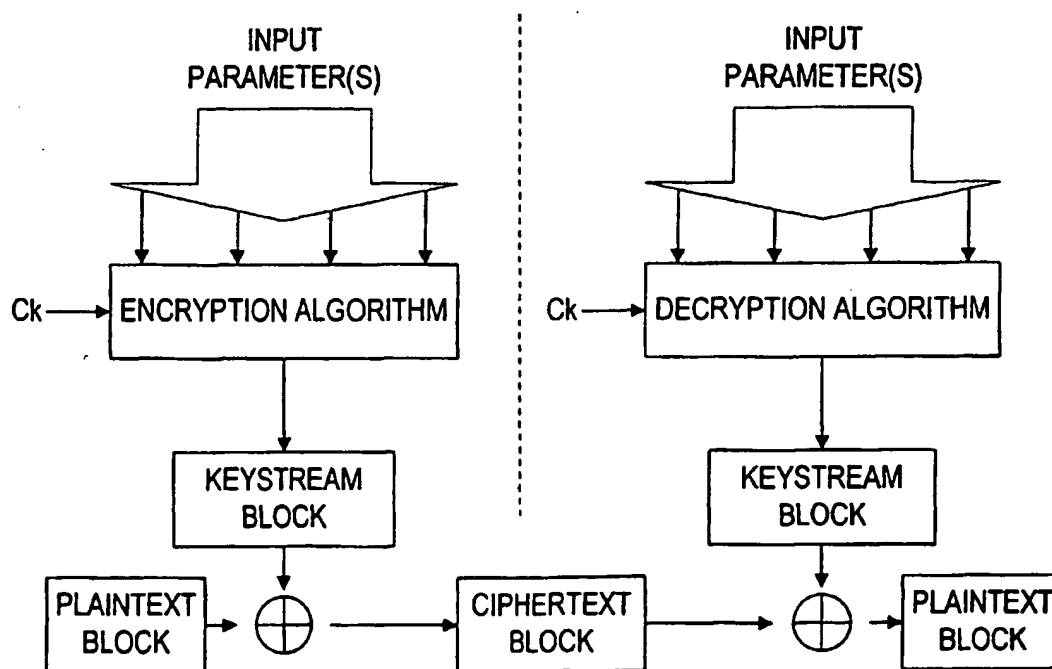 INPUT
PARAMETER(S)
INPUT
PARAMETER(S)
Ck
ENCRYPTION ALGORITHM
Ck
DECRYPTION ALGORITHM
KEYSTREAM
BLOCK
KEYSTREAM
BLOCK
PLAINTEXT
BLOCK
CIPHERTEXT
BLOCK
PLAINTEXT
BLOCK